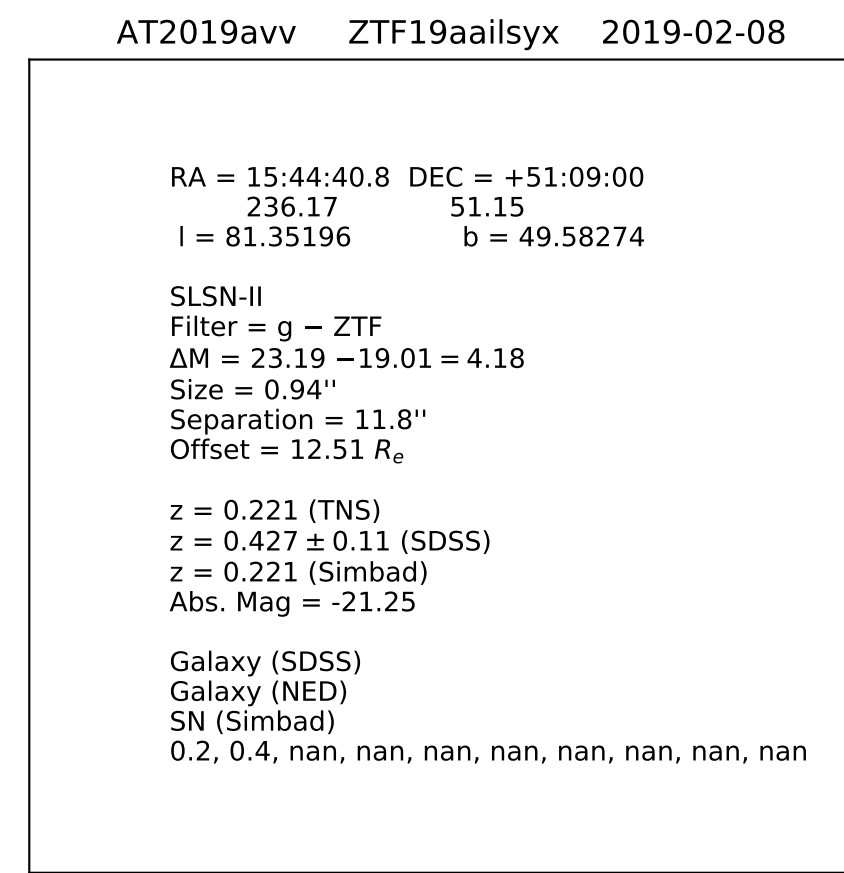 AT2019avv ZTF19aailsyx 2019-02-08
RA = 15:44:40.8 DEC = +51:09:00
236.17 51.15
l = 81.35196 b = 49.58274
SLSN-II
Filter = g − ZTF
ΔM = 23.19 −19.01 = 4.18
Size = 0.94''
Separation = 11.8''
Offset = 12.51 Rₑ
z = 0.221 (TNS)
z = 0.427 ± 0.11 (SDSS)
z = 0.221 (Simbad)
Abs. Mag = -21.25
Galaxy (SDSS)
Galaxy (NED)
SN (Simbad)
0.2, 0.4, nan, nan, nan, nan, nan, nan, nan, nan